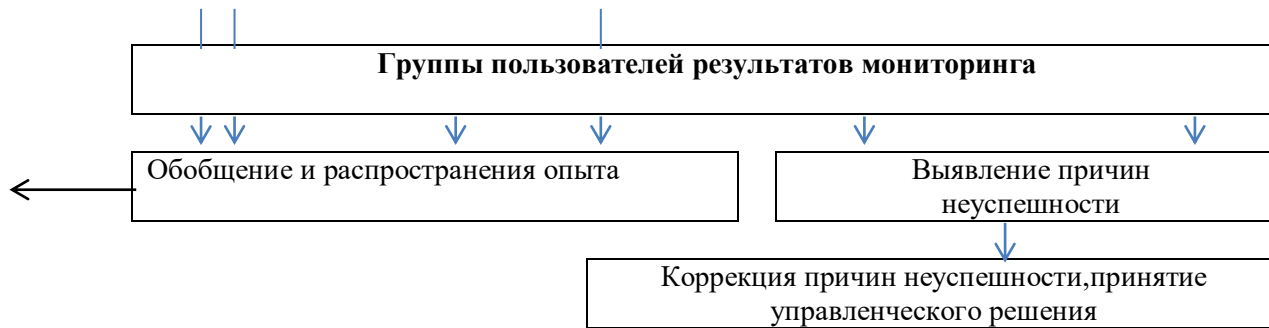 Группы пользователей результатов мониторинга
Обобщение и распространения опыта
Выявление причин
неуспешности
Коррекция причин неуспешности,принятие
управленческого решения